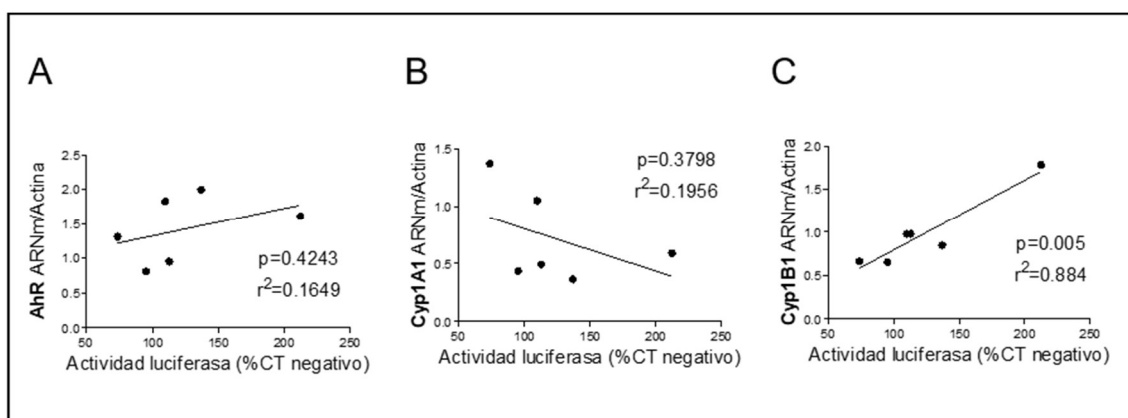 A
AhR ARNm/Actina
2.5
2.0
1.5
1.0
0.5
0.0
p=0.4243
r²=0.1649
50
100
150
200
250
Actividad luciferasa (%CT negativo)
B
Cyp1A1 ARNm/Actina
1.5
1.0
0.5
0.0
p=0.3798
r²=0.1956
50
100
150
200
250
Actividad luciferasa (%CT negativo)
C
Cyp1B1 ARNm/Actina
2.0
1.5
1.0
0.5
0.0
p=0.005
r²=0.884
50
100
150
200
250
Actividad luciferasa (%CT negativo)